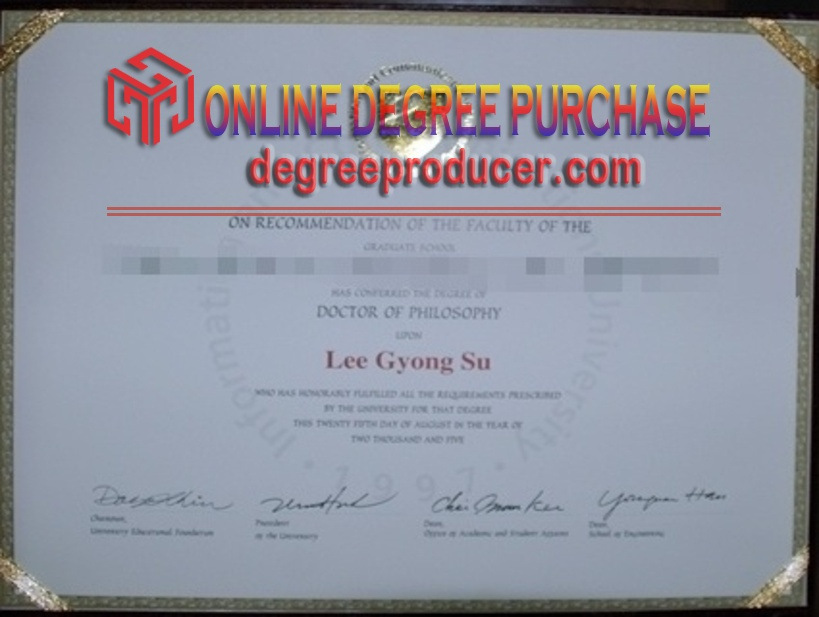 ONLINE DEGREE PURCHASE
degreeproducer.com
ON RECOMMENDATION OF THE FACULTY OF THE
GRADUATE SCHOOL
HAS CONFERRED THE DEGREE OF
DOCTOR OF PHILOSOPHY
UPON
Lee Gyong Su
WHO HAS HONORABLY FULFILLED ALL THE REQUIREMENTS PRESCRIBED
BY THE UNIVERSITY FOR THAT DEGREE
THIS TWENTY FIFTH DAY OF AUGUST IN THE YEAR OF
TWO THOUSAND AND FIVE
Information
University
1997
Chairman, President Dean, Dean,
University Educational Foundation of the University Office of Academic and Student Affairs School of Engineering